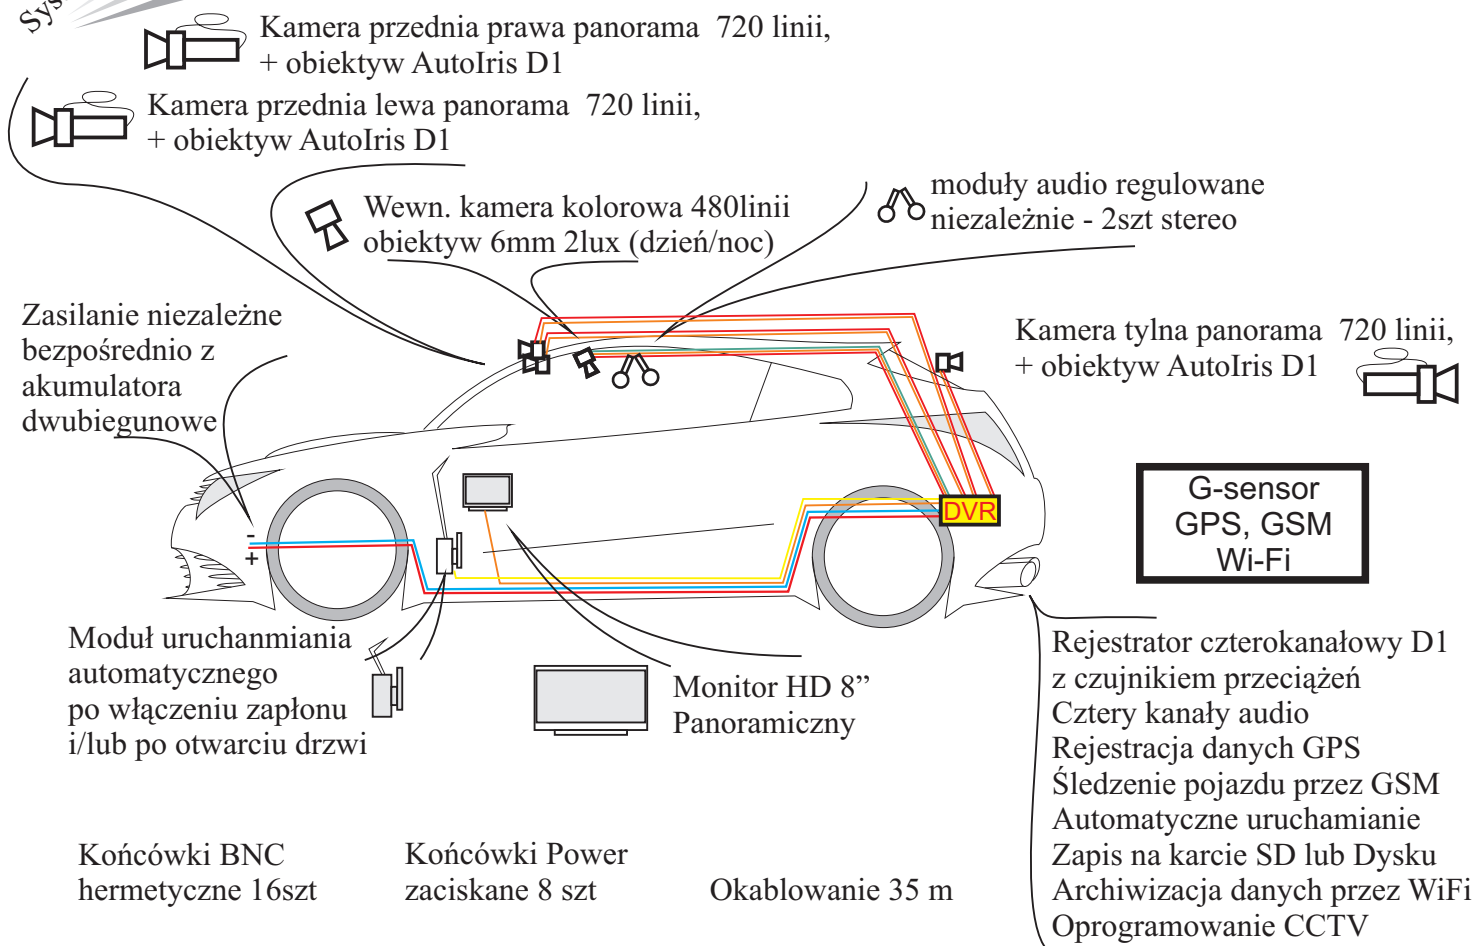 Kamera przednia prawa panorama 720 linii,
+ obiektyw AutoIris D1
Kamera przednia lewa panorama 720 linii,
+ obiektyw AutoIris D1
Wewn. kamera kolorowa 480linii
obiektyw 6mm 2lux (dzień/noc)
moduły audio regulowane
niezależnie - 2szt stereo
Zasilanie niezależne
bezpośrednio z
akumulatora
dwubiegunowe
Kamera tylna panorama 720 linii,
+ obiektyw AutoIris D1
G-sensor
GPS, GSM
Wi-Fi
DVR
-
+
Moduł uruchanmiania
automatycznego
po włączeniu zapłonu
i/lub po otwarciu drzwi
Monitor HD 8”
Panoramiczny
Rejestrator czterokanałowy D1
z czujnikiem przeciążeń
Cztery kanały audio
Rejestracja danych GPS
Śledzenie pojazdu przez GSM
Automatyczne uruchamianie
Zapis na karcie SD lub Dysku
Archiwizacja danych przez WiFi
Oprogramowanie CCTV
Końcówki BNC
hermetyczne 16szt
Końcówki Power
zaciskane 8 szt
Okablowanie 35 m